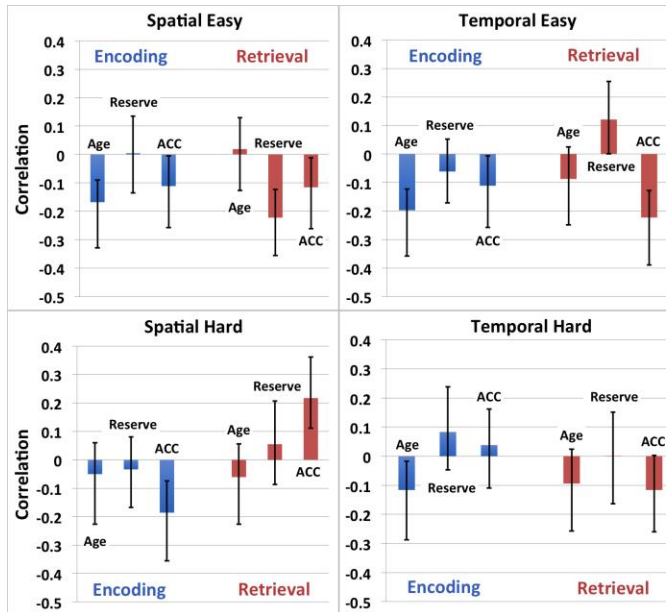 Spatial Easy
Encoding Retrieval
Correlation
0.4
0.3
0.2
0.1
0
-0.1
-0.2
-0.3
-0.4
-0.5
Age
Reserve
ACC
Age
Reserve
ACC
Temporal Easy
Encoding Retrieval
0.4
0.3
0.2
0.1
0
-0.1
-0.2
-0.3
-0.4
-0.5
Age
Reserve
ACC
Age
Reserve
ACC
Spatial Hard
Correlation
0.4
0.3
0.2
0.1
0
-0.1
-0.2
-0.3
-0.4
-0.5
Age
Reserve
ACC
Age
Reserve
ACC
Encoding Retrieval
Temporal Hard
0.4
0.3
0.2
0.1
0
-0.1
-0.2
-0.3
-0.4
-0.5
Age
Reserve
ACC
Age
Reserve
ACC
Encoding Retrieval